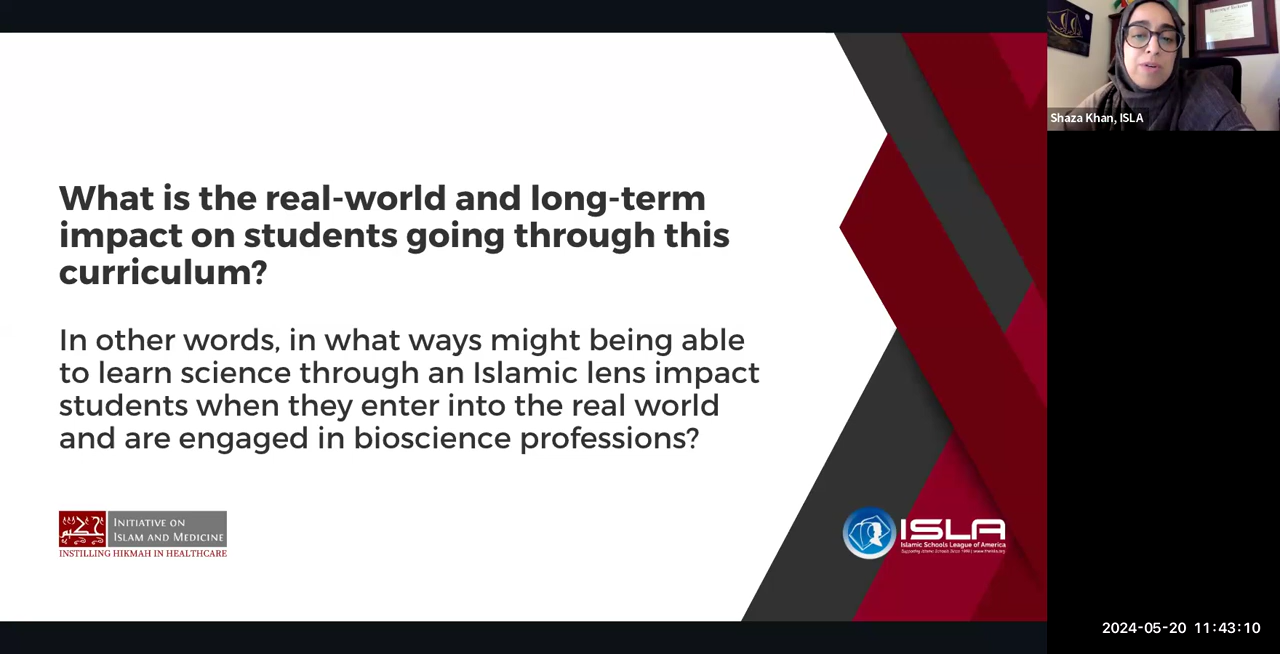 What is the real-world and long-term
impact on students going through this
curriculum?
In other words, in what ways might being able
to learn science through an Islamic lens impact
students when they enter into the real world
and are engaged in bioscience professions?
INITIATIVE ON
ISLAM AND MEDICINE
INSTILLING HIKMAH IN HEALTHCARE
ISLA
Islamic Schools League of America
Shaza Khan, ISLA
2024-05-20 11:43:10